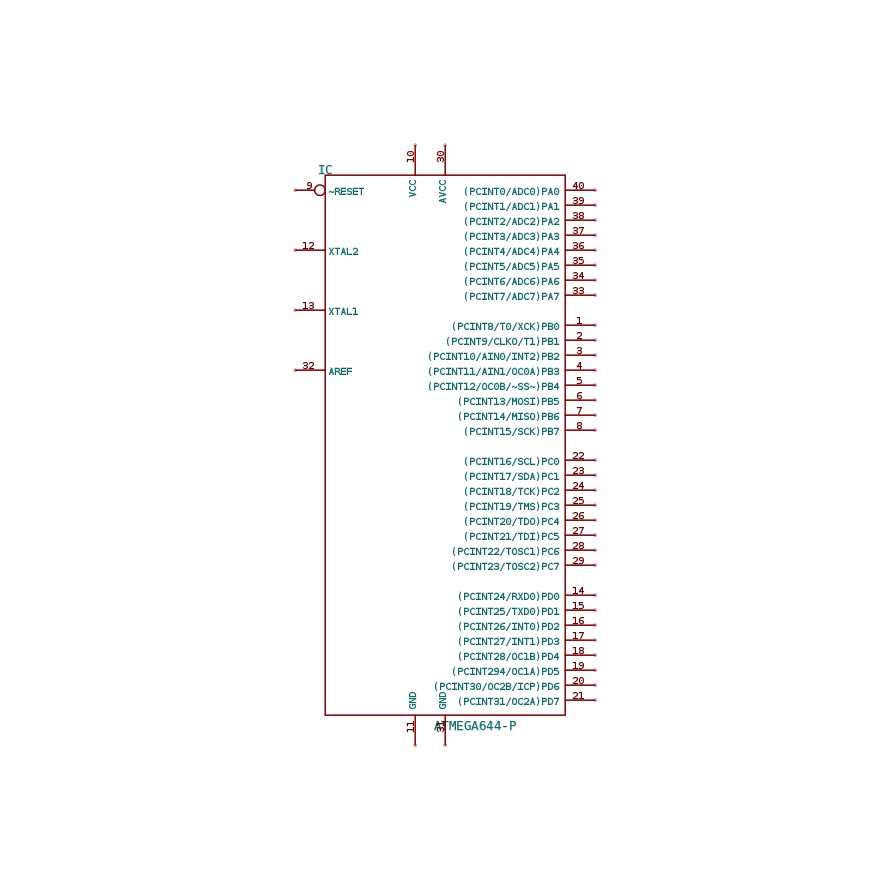 10
30
IC
9
~RESET
VCC
AVCC
(PCINT0/ADC0)PA0 40
(PCINT1/ADC1)PA1 39
(PCINT2/ADC2)PA2 38
(PCINT3/ADC3)PA3 37
12
XTAL2
(PCINT4/ADC4)PA4 36
(PCINT5/ADC5)PA5 35
(PCINT6/ADC6)PA6 34
(PCINT7/ADC7)PA7 33
13
XTAL1
(PCINT8/T0/XCK)PB0 1
(PCINT9/CLKO/T1)PB1 2
(PCINT10/AIN0/INT2)PB2 3
32
AREF
(PCINT11/AIN1/OC0A)PB3 4
(PCINT12/OC0B/~SS~)PB4 5
(PCINT13/MOSI)PB5 6
(PCINT14/MISO)PB6 7
(PCINT15/SCK)PB7 8
(PCINT16/SCL)PC0 22
(PCINT17/SDA)PC1 23
(PCINT18/TCK)PC2 24
(PCINT19/TMS)PC3 25
(PCINT20/TDO)PC4 26
(PCINT21/TDI)PC5 27
(PCINT22/TOSC1)PC6 28
(PCINT23/TOSC2)PC7 29
(PCINT24/RXD0)PD0 14
(PCINT25/TXD0)PD1 15
(PCINT26/INT0)PD2 16
(PCINT27/INT1)PD3 17
(PCINT28/OC1B)PD4 18
(PCINT294/OC1A)PD5 19
(PCINT30/OC2B/ICP)PD6 20
(PCINT31/OC2A)PD7 21
GND
GND
11
31
ATMEGA644-P